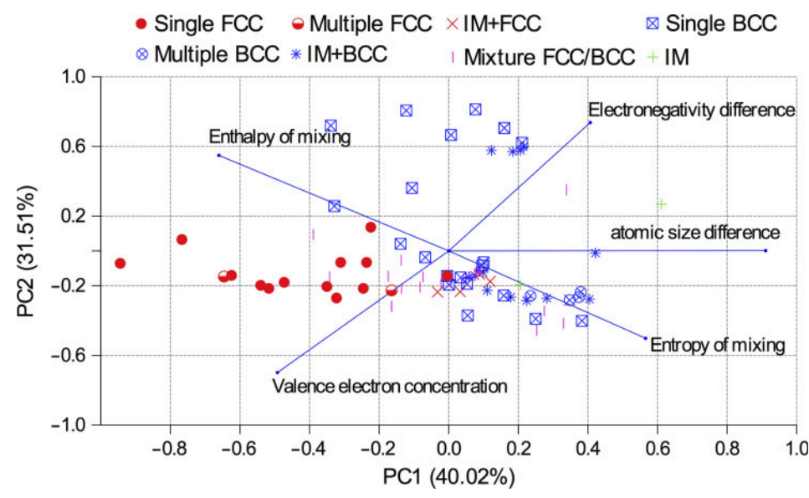 Single FCC Multiple FCC IM+FCC Single BCC
Multiple BCC IM+BCC Mixture FCC/BCC IM
1.0
Electronegativity difference
Enthalpy of mixing
0.6
PC2 (31.51%)
0.2
atomic size difference
−0.2
Entropy of mixing
−0.6
Valence electron concentration
−1.0
−0.8 −0.6 −0.4 −0.2 0.0 0.2 0.4 0.6 0.8 1.0
PC1 (40.02%)